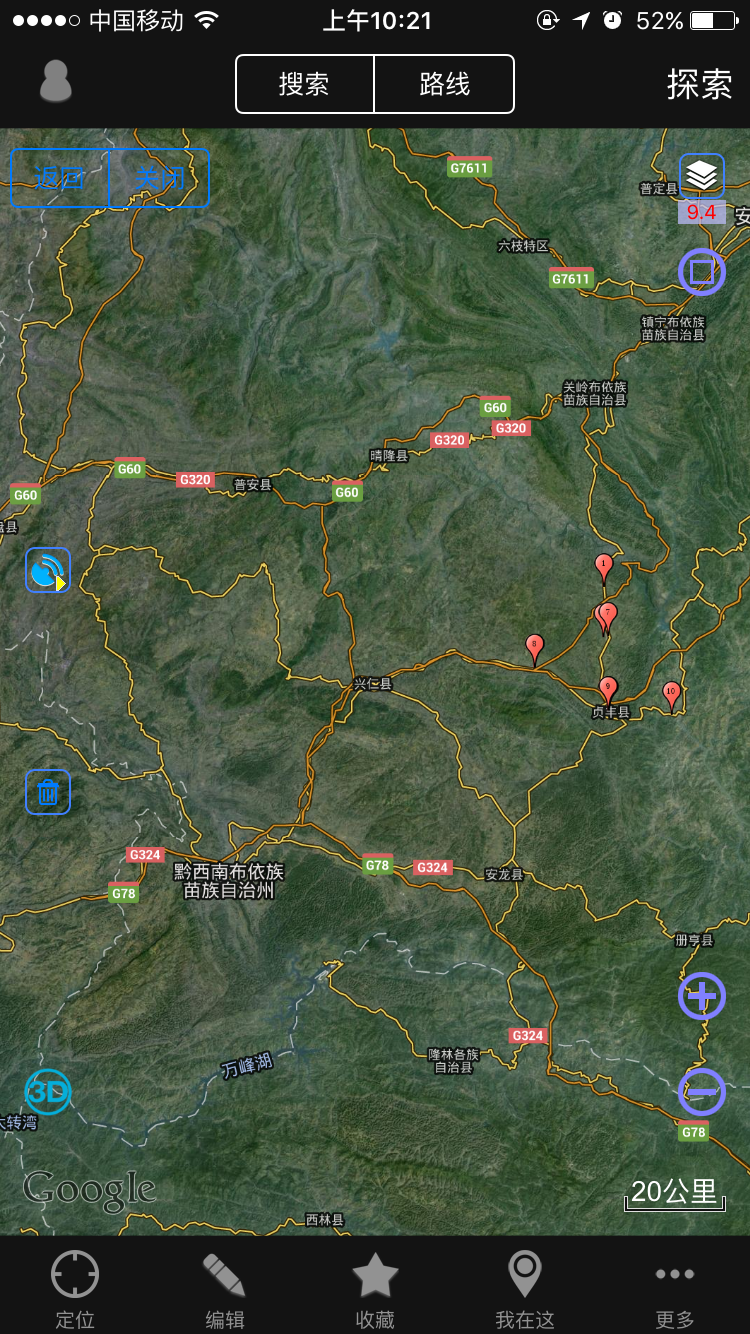 中国移动
上午10:21
52%
搜索
路线
探索
返回
关闭
G7611
普定县
9.4
安
六枝特区
G7611
镇宁布依族
苗族自治县
关岭布依族
苗族自治县
G60
G320
G320
晴隆县
G60
G320
普安县
G60
G60
县
1
7
8
9
10
兴仁县
贞丰县
G324
黔西南布依族
苗族自治州
G78
G324
安龙县
G78
册亨县
G324
隆林各族
自治县
万峰湖
3D
大转湾
G78
Google
20公里
西林县
定位
编辑
收藏
我在这
更多